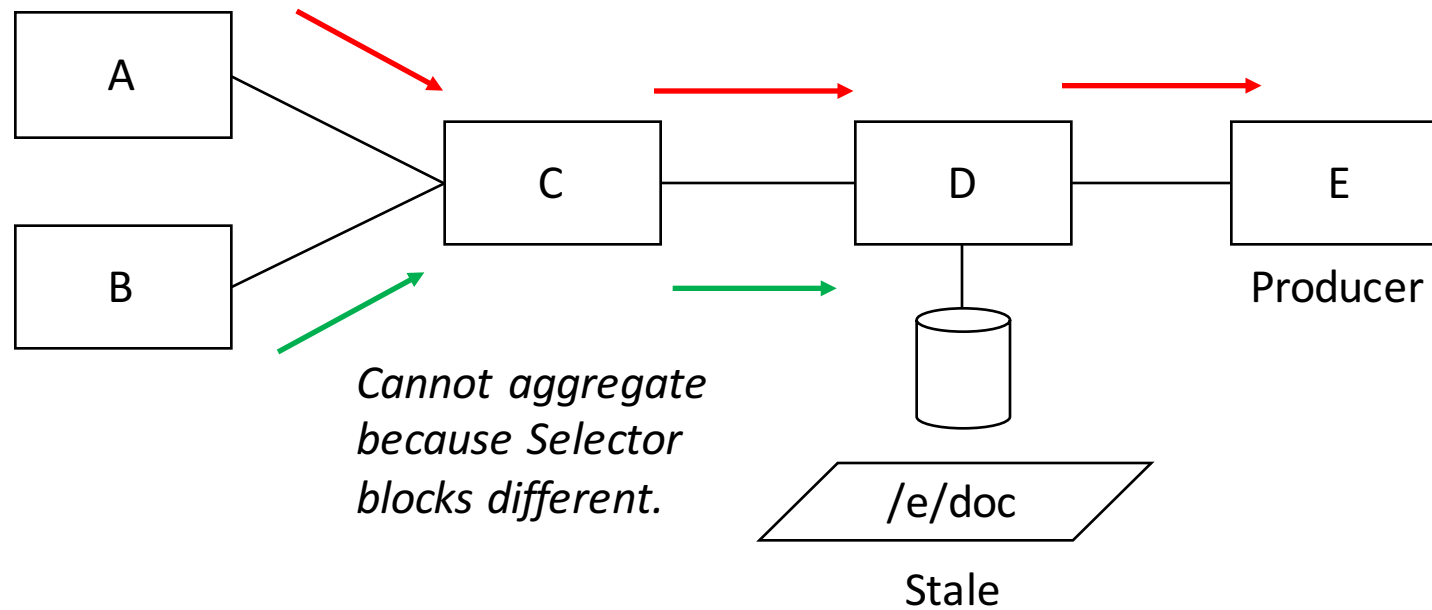 A
B
C
D
E
Producer
Cannot aggregate
because Selector
blocks different.
/e/doc
Stale